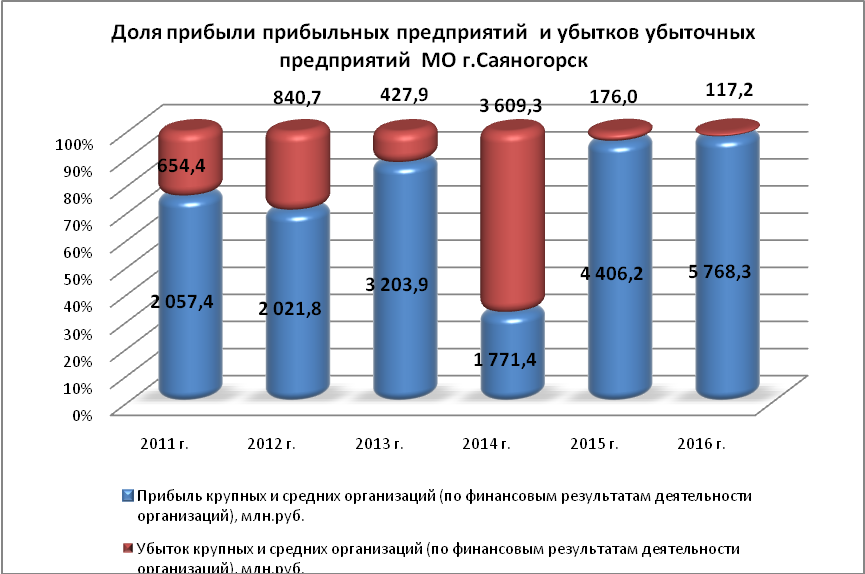 Доля прибыли прибыльных предприятий и убытков убыточных
предприятий МО г.Саяногорск
840,7 427,9 3 609,3 176,0 117,2
100%
90%
654,4
80%
70%
60%
50%
4 406,2 5 768,3
3 203,9
40%
2 057,4 2 021,8
30%
20%
1 771,4
10%
0%
2011 г. 2012 г. 2013 г. 2014 г. 2015 г. 2016 г.
Прибыль крупных и средних организаций (по финансовым результатам деятельности
организаций), млн.руб.
Убыток крупных и средних организаций (по финансовым результатам деятельности
организаций), млн.руб.